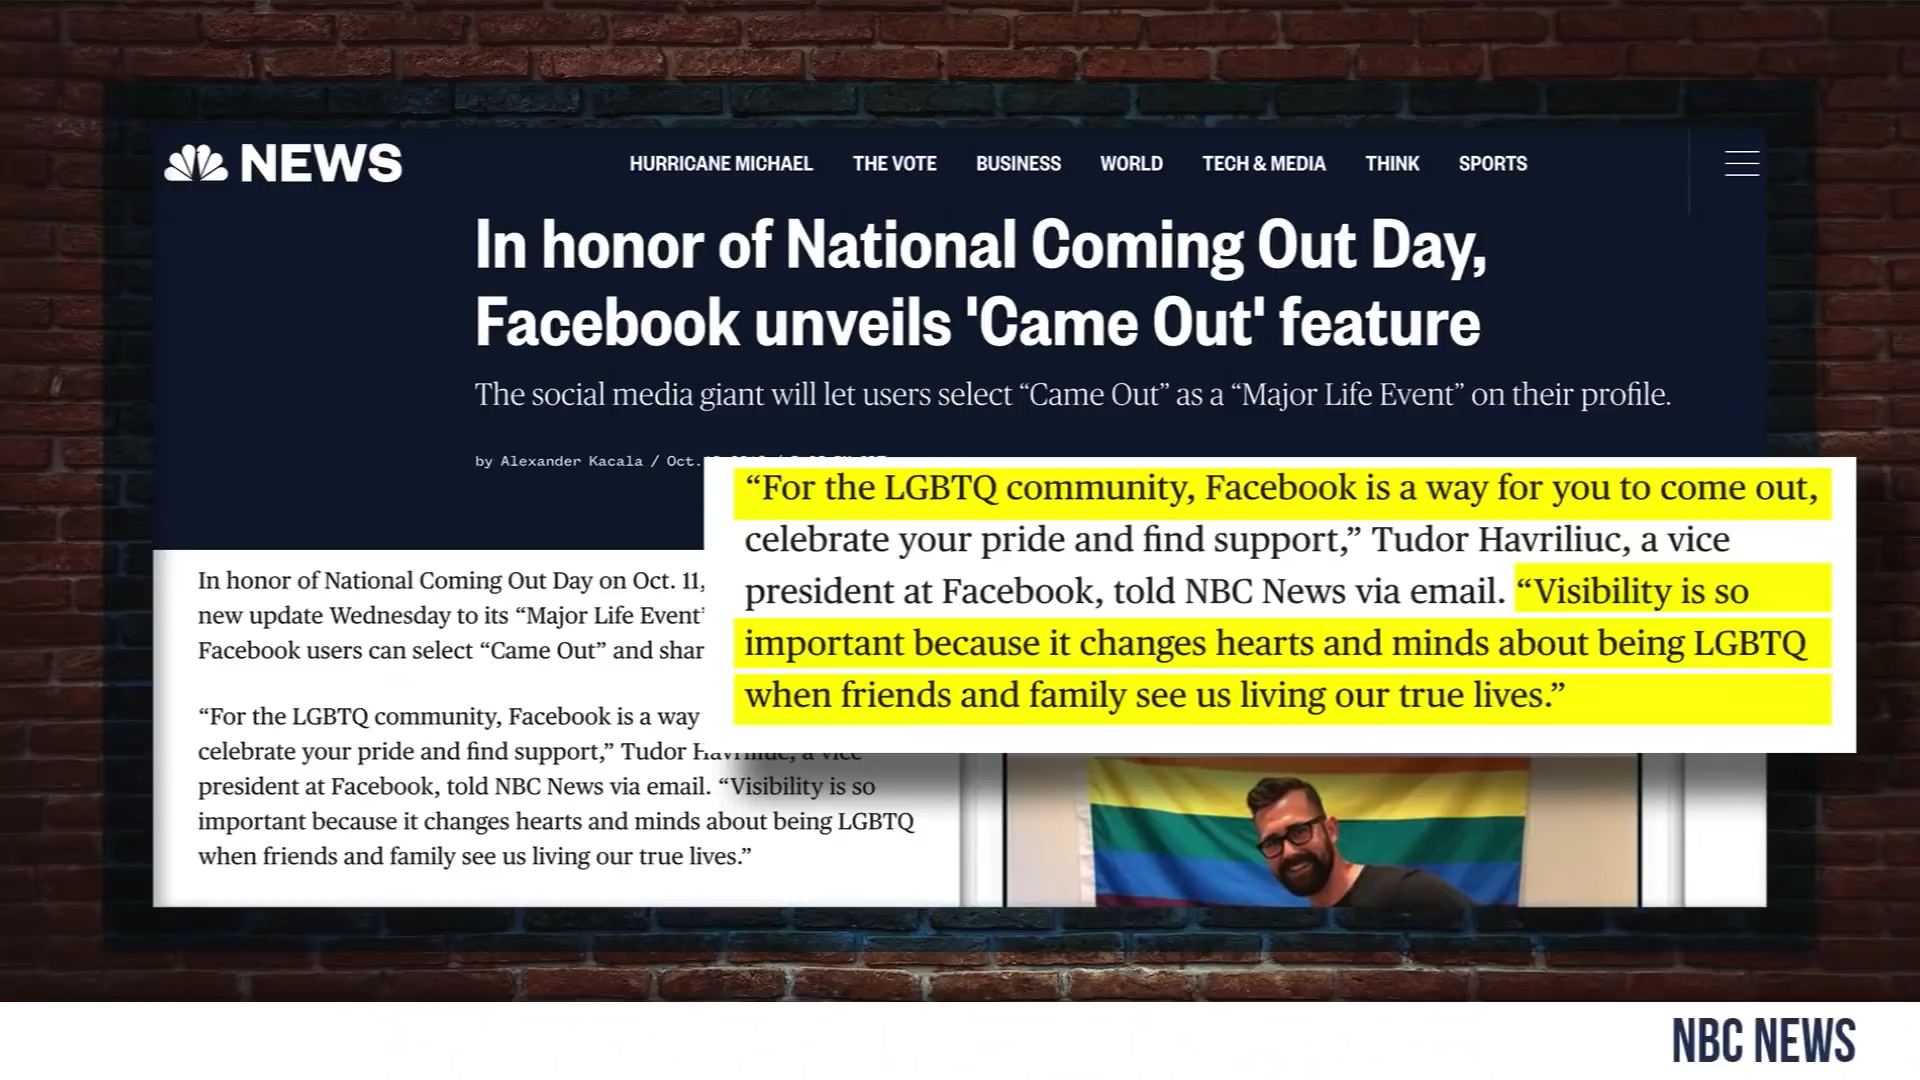 NEWS
HURRICANE MICHAEL THE VOTE BUSINESS WORLD TECH & MEDIA THINK SPORTS
In honor of National Coming Out Day,
Facebook unveils 'Came Out' feature
The social media giant will let users select “Came Out” as a “Major Life Event” on their profile.
by Alexander Kacala / Oct.
“For the LGBTQ community, Facebook is a way for you to come out,
celebrate your pride and find support,” Tudor Havriliuc, a vice
president at Facebook, told NBC News via email. “Visibility is so
important because it changes hearts and minds about being LGBTQ
when friends and family see us living our true lives.”
In honor of National Coming Out Day on Oct. 11,
new update Wednesday to its “Major Life Event”
Facebook users can select “Came Out” and
“For the LGBTQ community, Facebook is a way
celebrate your pride and find support,” Tudor Havriliuc, a vice
president at Facebook, told NBC News via email. “Visibility is so
important because it changes hearts and minds about being LGBTQ
when friends and family see us living our true lives.”
NBC NEWS